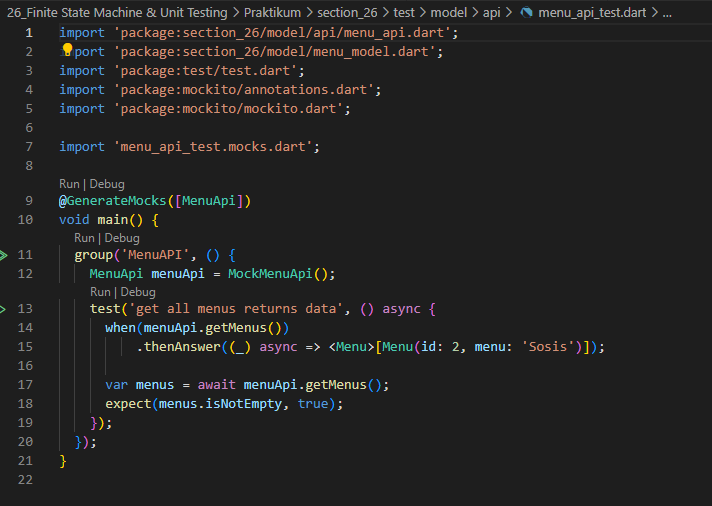 26_Finite State Machine & Unit Testing > Praktikum > section_26 > test > model > api > menu_api_test.dart > ...
1 import 'package:section_26/model/api/menu_api.dart';
2 import 'package:section_26/model/menu_model.dart';
3 import 'package:test/test.dart';
4 import 'package:mockito/annotations.dart';
5 import 'package:mockito/mockito.dart';
6
7 import 'menu_api_test.mocks.dart';
8
Run | Debug
9 @GenerateMocks([MenuApi])
10 void main() {
Run | Debug
11 group('MenuAPI', () {
12 MenuApi menuApi = MockMenuApi();
Run | Debug
13 test('get all menus returns data', () async {
14 when(menuApi.getMenus())
15 .thenAnswer((_) async => <Menu>[Menu(id: 2, menu: 'Sosis')]);
16
17 var menus = await menuApi.getMenus();
18 expect(menus.isNotEmpty, true);
19 });
20 });
21 }
22